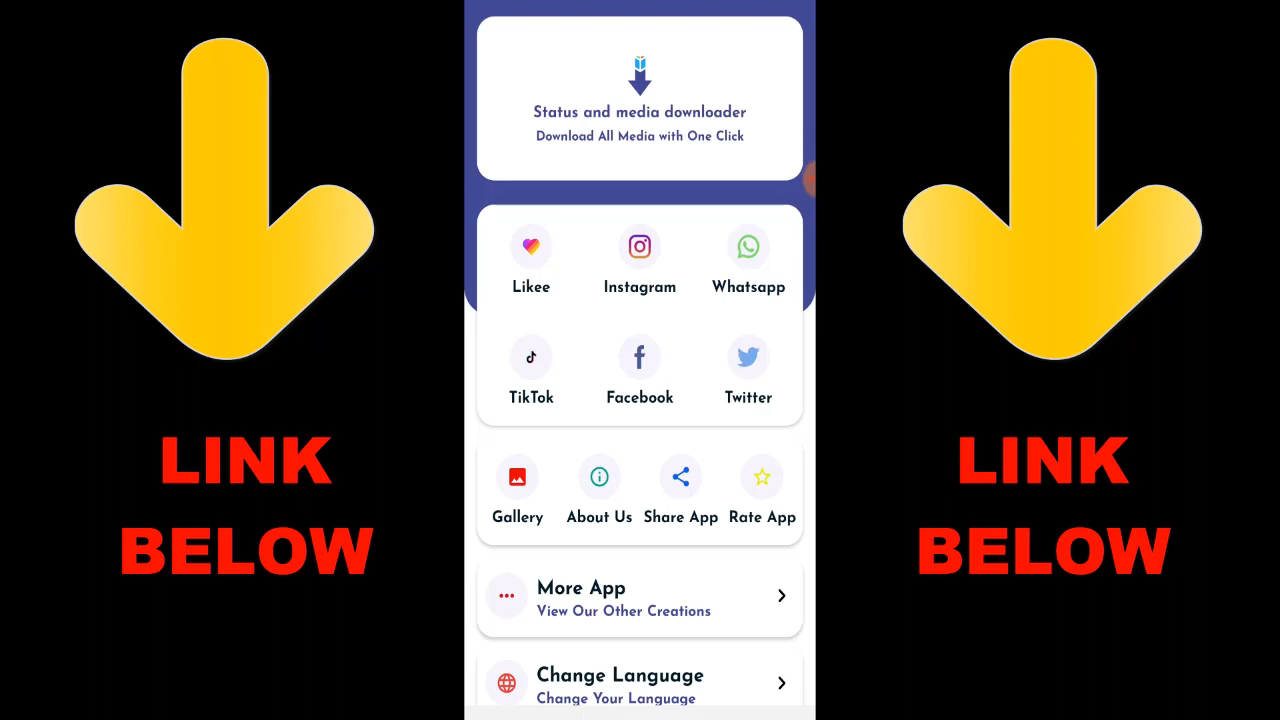 Status and media downloader
Download All Media with One Click
Likee
Instagram
Whatsapp
TikTok
Facebook
Twitter
LINK
BELOW
LINK
BELOW
Gallery
About Us
Share App
Rate App
More App
View Our Other Creations
Change Language
Change Your Language